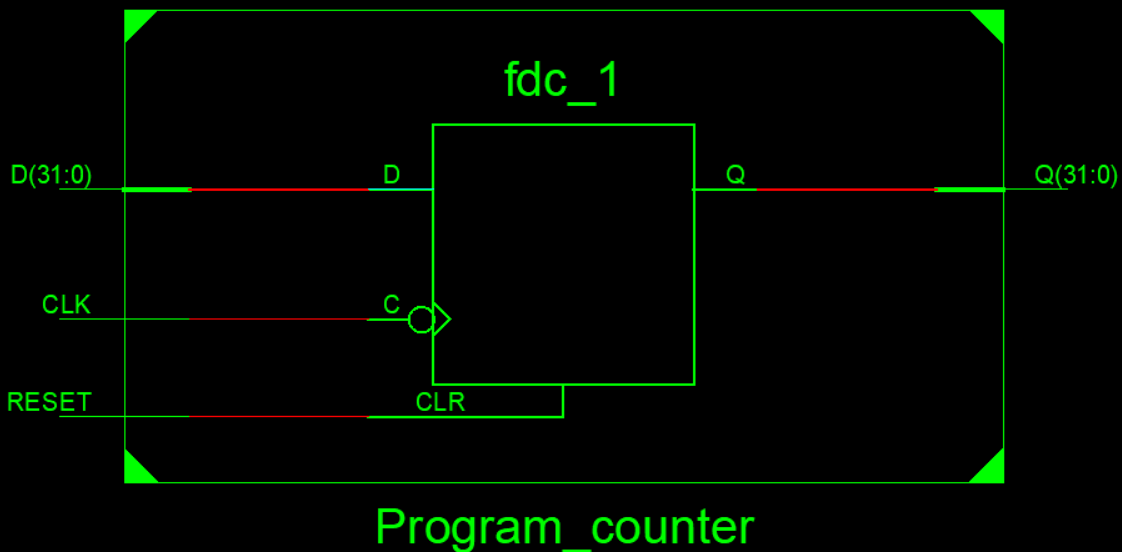 fdc_1
D(31:0)
D
Q
Q(31:0)
CLK
C
RESET
CLR
Program_counter